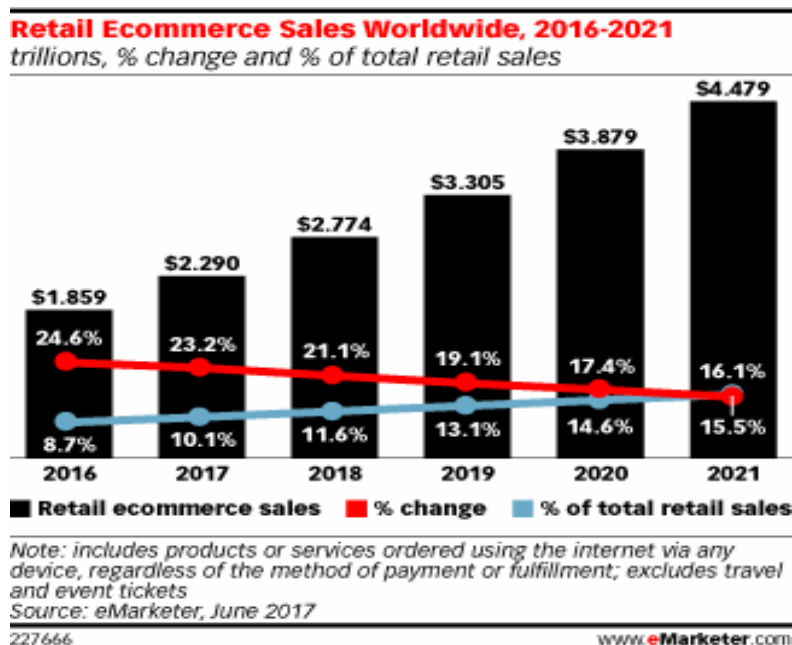 Retail Ecommerce Sales Worldwide, 2016-2021
trillions, % change and % of total retail sales
$4.479
$3.879
$3.305
$2.774
$2.290
$1.859
24.6%
23.2%
21.1%
19.1%
17.4%
16.1%
8.7%
10.1%
11.6%
13.1%
14.6%
15.5%
2016
2017
2018
2019
2020
2021
Retail ecommerce sales
% change
% of total retail sales
Note: includes products or services ordered using the internet via any
device, regardless of the method of payment or fulfillment; excludes travel
and event tickets
Source: eMarketer, June 2017
227666
www.eMarketer.com